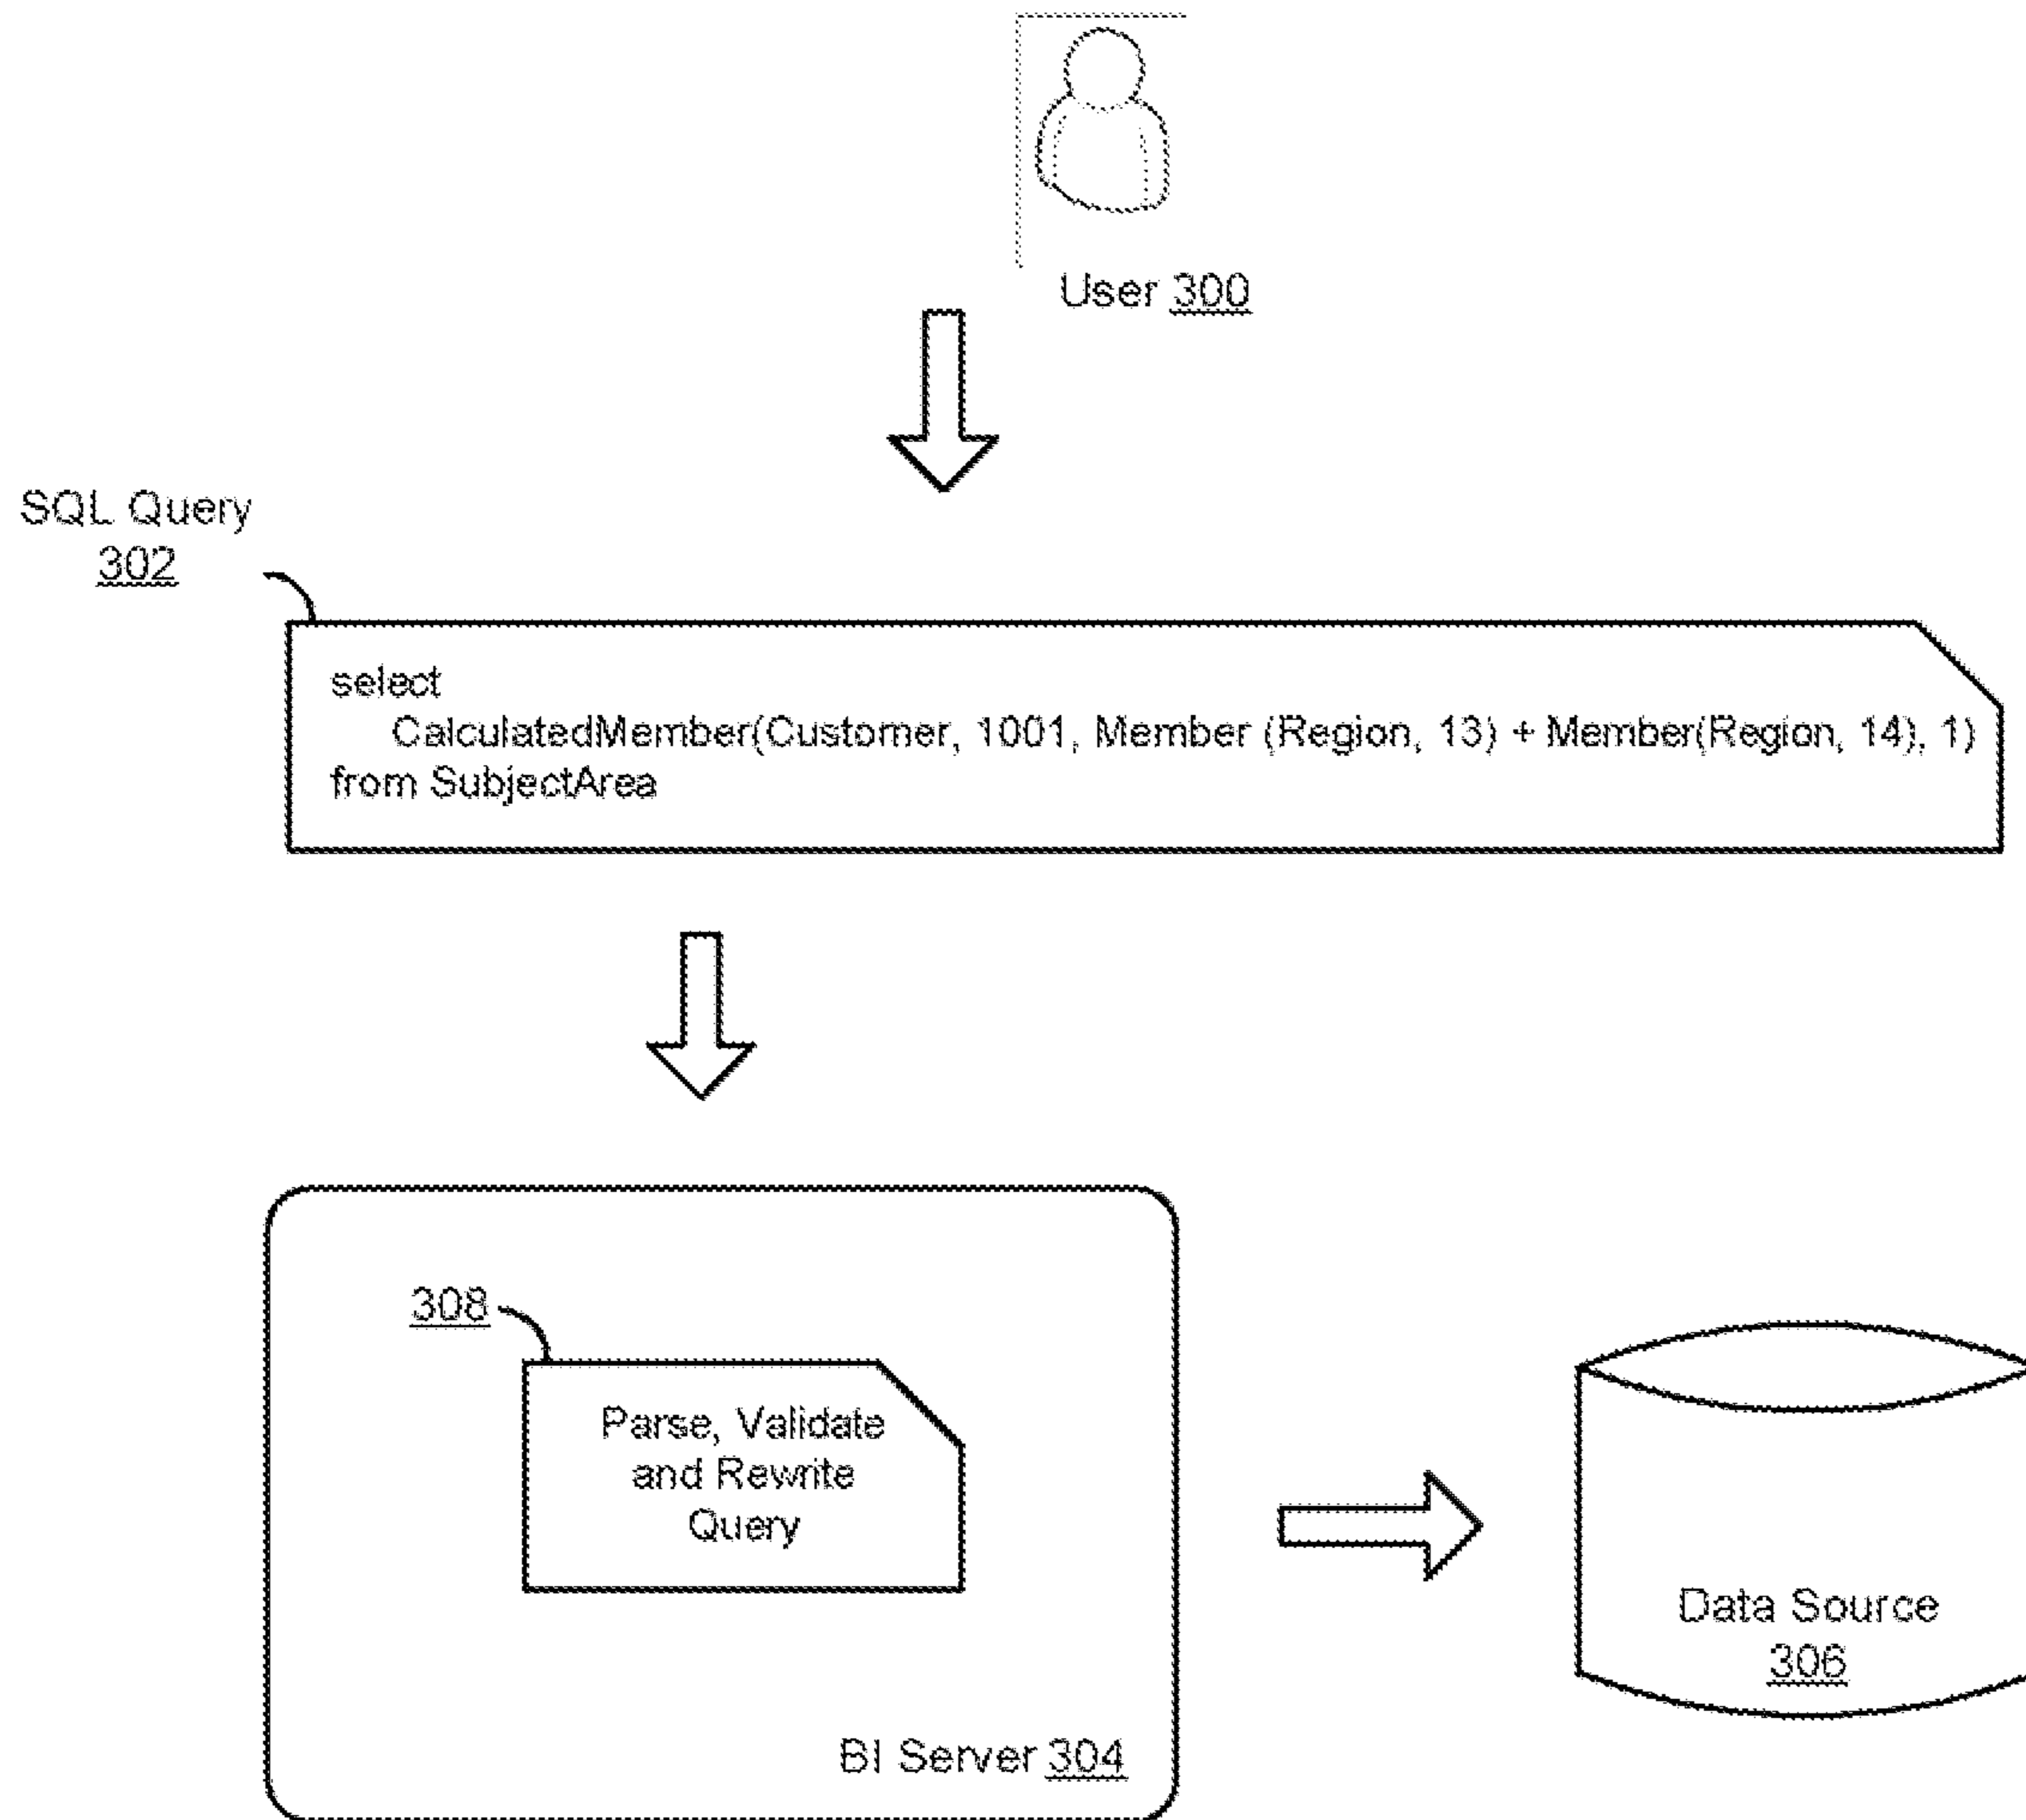 User 300
SQL Query
302
select
CalculatedMember(Customer, 1001, Member (Region, 13) + Member(Region, 14), 1)
from SubjectArea
308
Parse, Validate
and Rewrite
Query
BI Server 304
Data Source
306